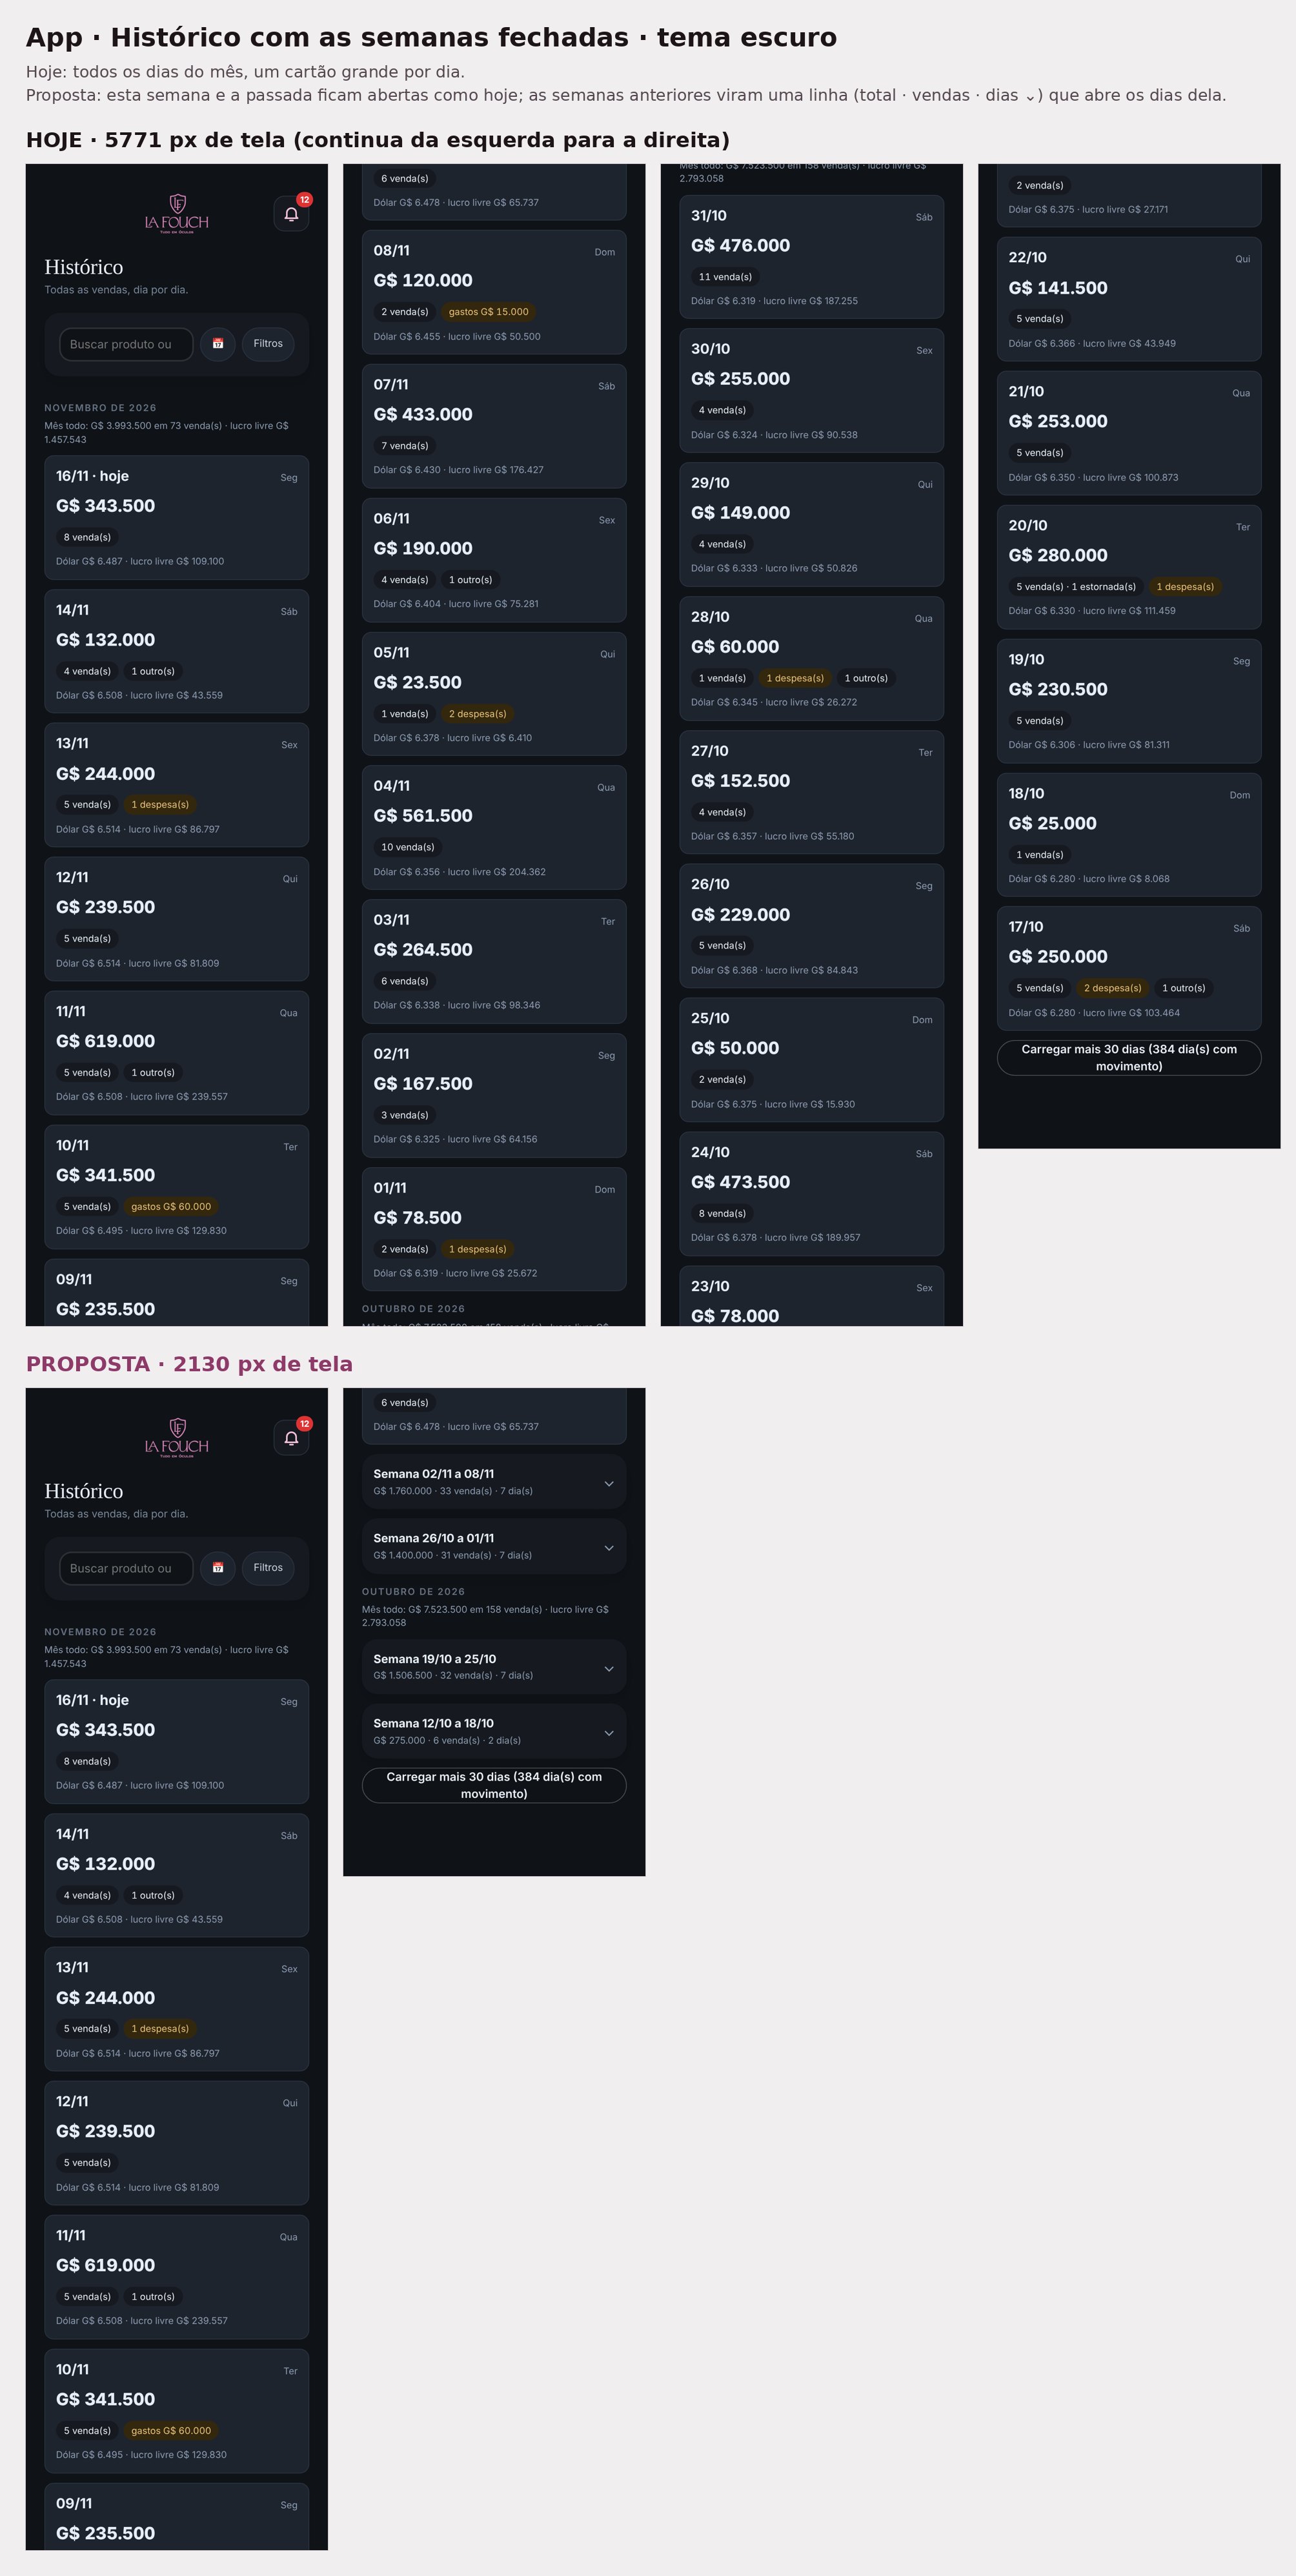 App · Histórico com as semanas fechadas · tema escuro
Hoje: todos os dias do mês, um cartão grande por dia.
Proposta: esta semana e a passada ficam abertas como hoje; as semanas anteriores viram uma linha (total · vendas · dias ⌄) que abre os dias dela.
HOJE · 5771 px de tela (continua da esquerda para a direita)
LA FOUCH
12
Histórico
Todas as vendas, dia por dia.
Buscar produto ou
Filtros
NOVEMBRO DE 2026
Mês todo: G$ 3.993.500 em 73 venda(s) · lucro livre G$
1.457.543
16/11 · hoje Seg
G$ 343.500
8 venda(s)
Dólar G$ 6.487 · lucro livre G$ 109.100
14/11 Sáb
G$ 132.000
4 venda(s) 1 outro(s)
Dólar G$ 6.508 · lucro livre G$ 43.559
13/11 Sex
G$ 244.000
5 venda(s) 1 despesa(s)
Dólar G$ 6.514 · lucro livre G$ 86.797
12/11 Qui
G$ 239.500
5 venda(s)
Dólar G$ 6.514 · lucro livre G$ 81.809
11/11 Qua
G$ 619.000
5 venda(s) 1 outro(s)
Dólar G$ 6.508 · lucro livre G$ 239.557
10/11 Ter
G$ 341.500
5 venda(s) gastos G$ 60.000
Dólar G$ 6.495 · lucro livre G$ 129.830
09/11 Seg
G$ 235.500
6 venda(s)
Dólar G$ 6.478 · lucro livre G$ 65.737
08/11 Dom
G$ 120.000
2 venda(s) gastos G$ 15.000
Dólar G$ 6.455 · lucro livre G$ 50.500
07/11 Sáb
G$ 433.000
7 venda(s)
Dólar G$ 6.430 · lucro livre G$ 176.427
06/11 Sex
G$ 190.000
4 venda(s) 1 outro(s)
Dólar G$ 6.404 · lucro livre G$ 75.281
05/11 Qui
G$ 23.500
1 venda(s) 2 despesa(s)
Dólar G$ 6.378 · lucro livre G$ 6.410
04/11 Qua
G$ 561.500
10 venda(s)
Dólar G$ 6.356 · lucro livre G$ 204.362
03/11 Ter
G$ 264.500
6 venda(s)
Dólar G$ 6.338 · lucro livre G$ 98.346
02/11 Seg
G$ 167.500
3 venda(s)
Dólar G$ 6.325 · lucro livre G$ 64.156
01/11 Dom
G$ 78.500
2 venda(s) 1 despesa(s)
Dólar G$ 6.319 · lucro livre G$ 25.672
OUTUBRO DE 2026
Mês todo: G$ 7.523.500 em 158 venda(s) · lucro livre G$
Mês todo: G$ 7.523.500 em 158 venda(s) · lucro livre G$
2.793.058
31/10 Sáb
G$ 476.000
11 venda(s)
Dólar G$ 6.319 · lucro livre G$ 187.255
30/10 Sex
G$ 255.000
4 venda(s)
Dólar G$ 6.324 · lucro livre G$ 90.538
29/10 Qui
G$ 149.000
4 venda(s)
Dólar G$ 6.333 · lucro livre G$ 50.826
28/10 Qua
G$ 60.000
1 venda(s) 1 despesa(s) 1 outro(s)
Dólar G$ 6.345 · lucro livre G$ 26.272
27/10 Ter
G$ 152.500
4 venda(s)
Dólar G$ 6.357 · lucro livre G$ 55.180
26/10 Seg
G$ 229.000
5 venda(s)
Dólar G$ 6.368 · lucro livre G$ 84.843
25/10 Dom
G$ 50.000
2 venda(s)
Dólar G$ 6.375 · lucro livre G$ 15.930
24/10 Sáb
G$ 473.500
8 venda(s)
Dólar G$ 6.378 · lucro livre G$ 189.957
23/10 Sex
G$ 78.000
2 venda(s)
Dólar G$ 6.375 · lucro livre G$ 27.171
22/10 Qui
G$ 141.500
5 venda(s)
Dólar G$ 6.366 · lucro livre G$ 43.949
21/10 Qua
G$ 253.000
5 venda(s)
Dólar G$ 6.350 · lucro livre G$ 100.873
20/10 Ter
G$ 280.000
5 venda(s) · 1 estornada(s) 1 despesa(s)
Dólar G$ 6.330 · lucro livre G$ 111.459
19/10 Seg
G$ 230.500
5 venda(s)
Dólar G$ 6.306 · lucro livre G$ 81.311
18/10 Dom
G$ 25.000
1 venda(s)
Dólar G$ 6.280 · lucro livre G$ 8.068
17/10 Sáb
G$ 250.000
5 venda(s) 2 despesa(s) 1 outro(s)
Dólar G$ 6.280 · lucro livre G$ 103.464
Carregar mais 30 dias (384 dia(s) com
movimento)
PROPOSTA · 2130 px de tela
LA FOUCH
12
Histórico
Todas as vendas, dia por dia.
Buscar produto ou
Filtros
NOVEMBRO DE 2026
Mês todo: G$ 3.993.500 em 73 venda(s) · lucro livre G$
1.457.543
16/11 · hoje Seg
G$ 343.500
8 venda(s)
Dólar G$ 6.487 · lucro livre G$ 109.100
14/11 Sáb
G$ 132.000
4 venda(s) 1 outro(s)
Dólar G$ 6.508 · lucro livre G$ 43.559
13/11 Sex
G$ 244.000
5 venda(s) 1 despesa(s)
Dólar G$ 6.514 · lucro livre G$ 86.797
12/11 Qui
G$ 239.500
5 venda(s)
Dólar G$ 6.514 · lucro livre G$ 81.809
11/11 Qua
G$ 619.000
5 venda(s) 1 outro(s)
Dólar G$ 6.508 · lucro livre G$ 239.557
10/11 Ter
G$ 341.500
5 venda(s) gastos G$ 60.000
Dólar G$ 6.495 · lucro livre G$ 129.830
09/11 Seg
G$ 235.500
6 venda(s)
Dólar G$ 6.478 · lucro livre G$ 65.737
Semana 02/11 a 08/11
G$ 1.760.000 · 33 venda(s) · 7 dia(s)
Semana 26/10 a 01/11
G$ 1.400.000 · 31 venda(s) · 7 dia(s)
OUTUBRO DE 2026
Mês todo: G$ 7.523.500 em 158 venda(s) · lucro livre G$
2.793.058
Semana 19/10 a 25/10
G$ 1.506.500 · 32 venda(s) · 7 dia(s)
Semana 12/10 a 18/10
G$ 275.000 · 6 venda(s) · 2 dia(s)
Carregar mais 30 dias (384 dia(s) com
movimento)